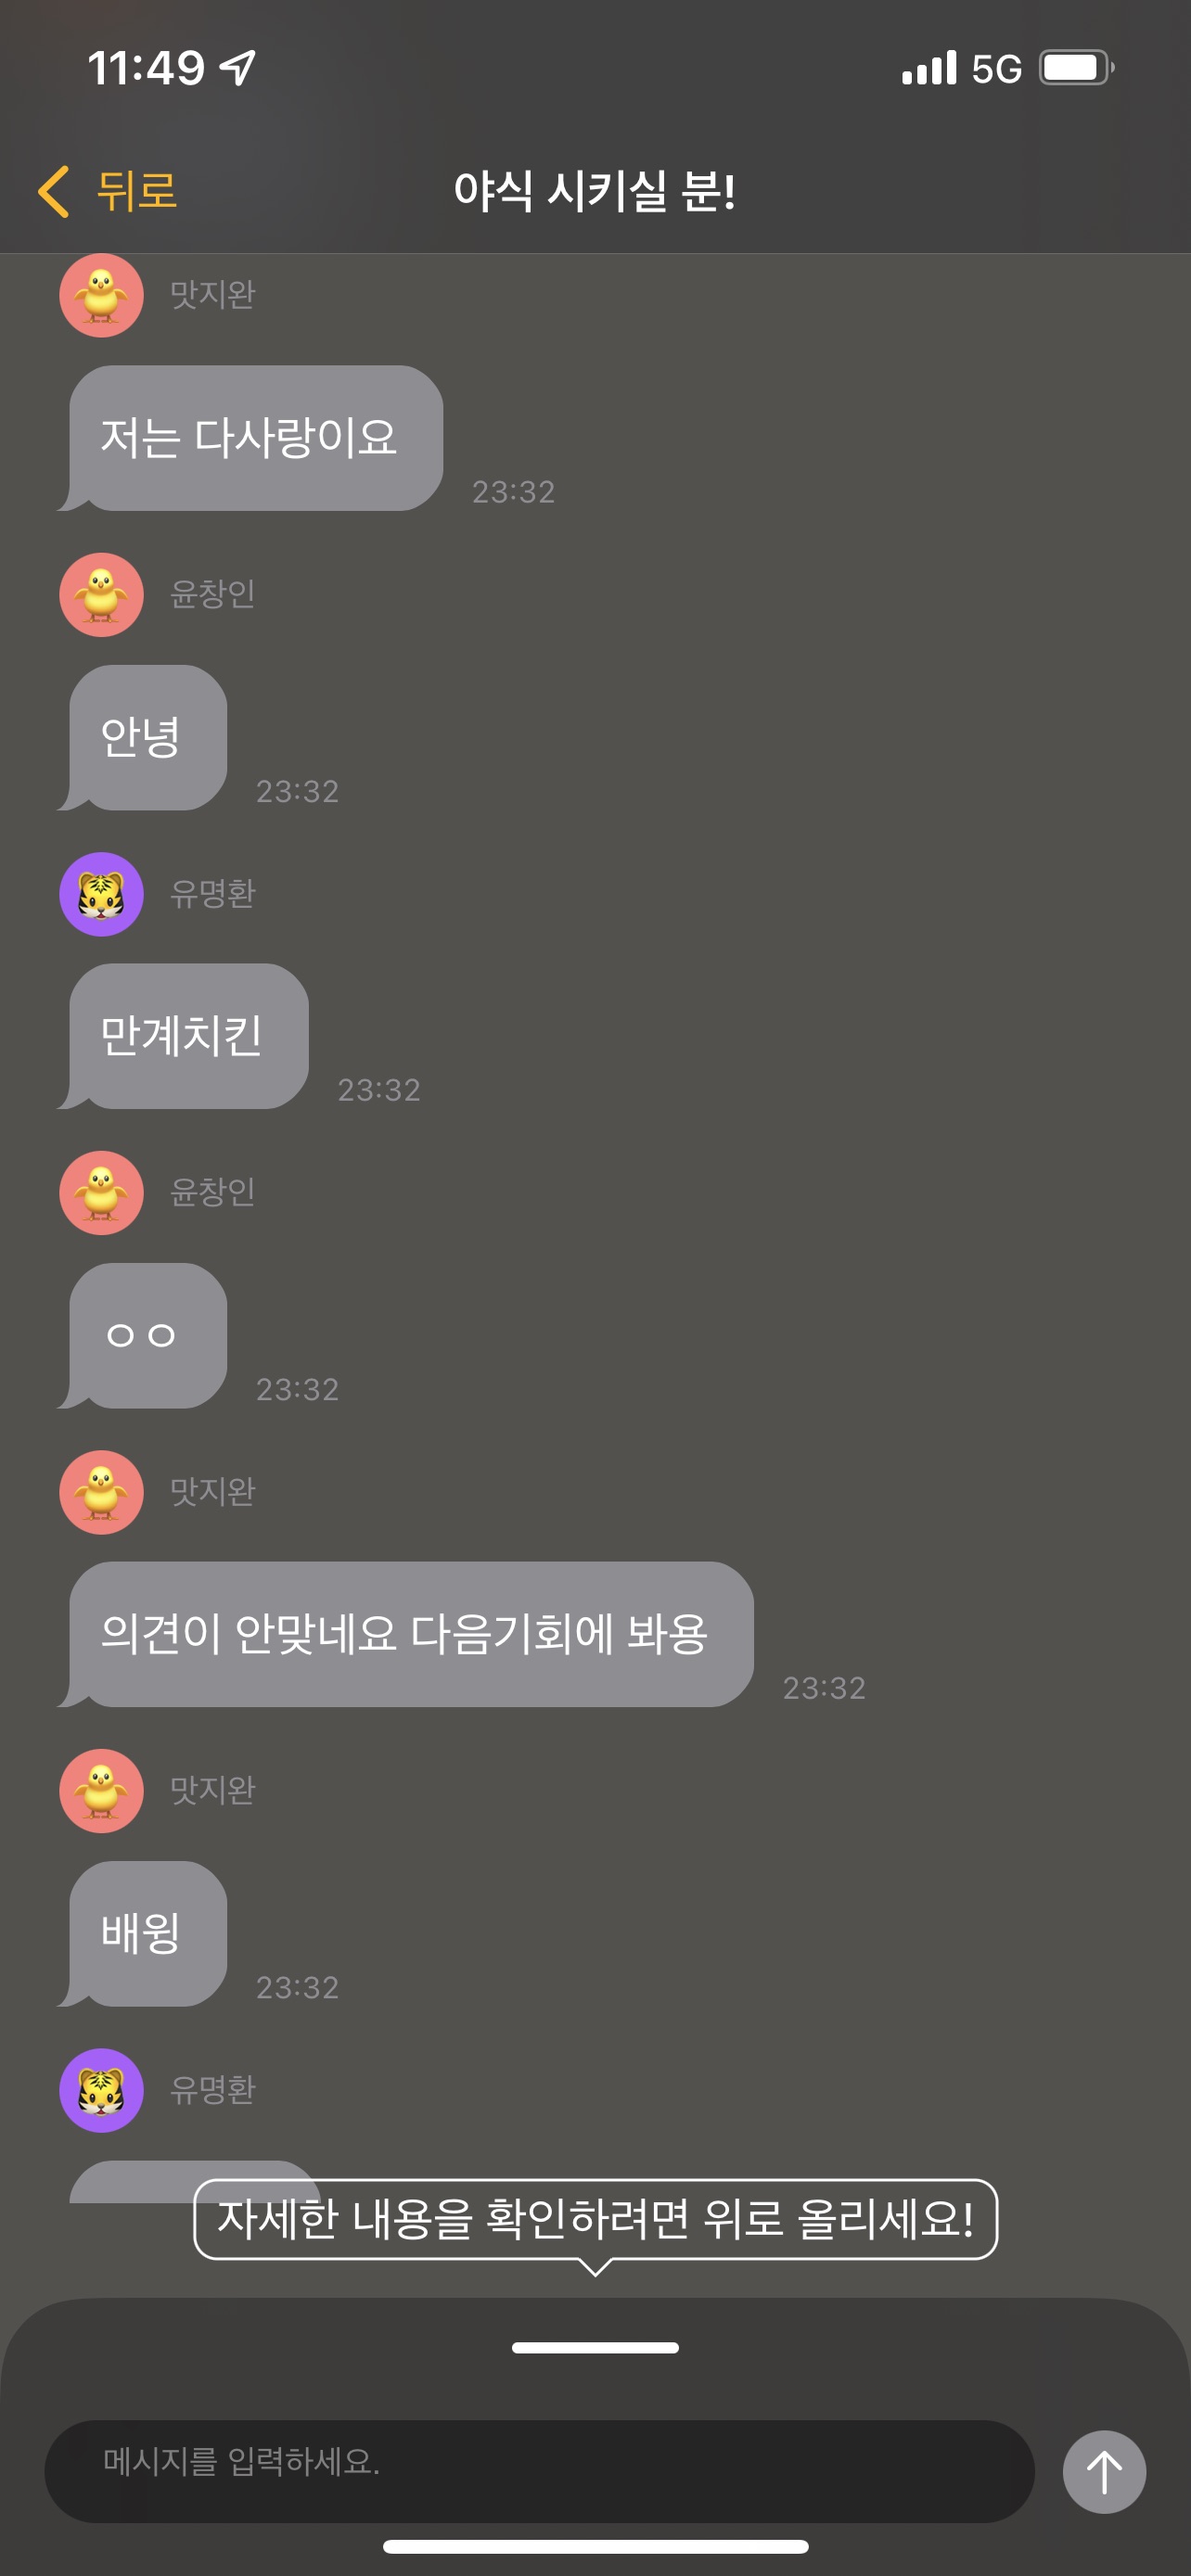 11:49
5G
뒤로
야식 시키실 분!
맛지완
저는 다사랑이요
23:32
윤창인
안녕
23:32
유명환
만계치킨
23:32
윤창인
ㅇㅇ
23:32
맛지완
의견이 안맞네요 다음기회에 봐용
23:32
맛지완
배윙
23:32
유명환
자세한 내용을 확인하려면 위로 올리세요!
메시지를 입력하세요.